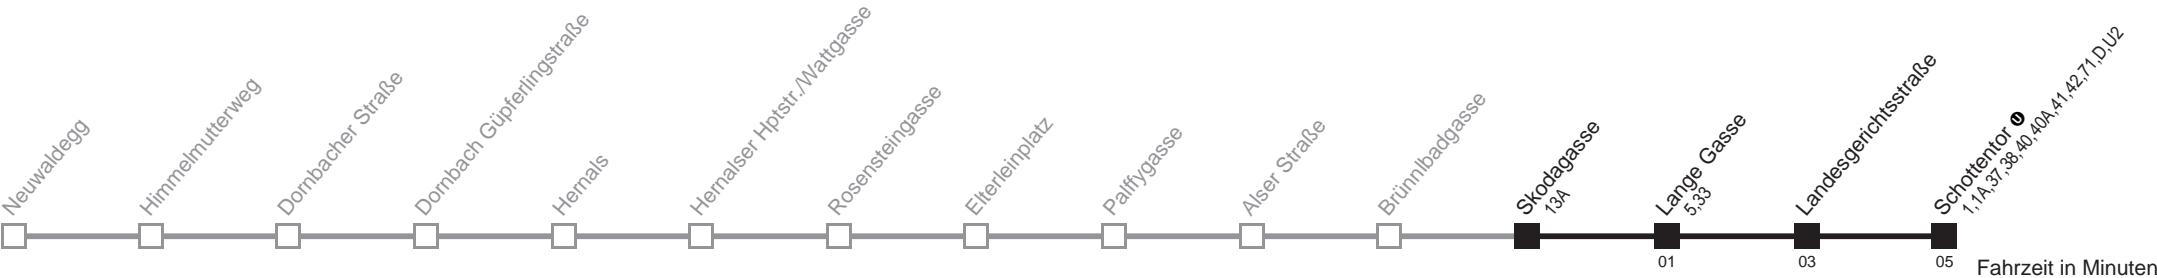 Neuwaldegg
Himmelmutterweg
Dornbacher Straße
Dornbach Güpferlingstraße
Hernals
Hernalser Hptstr./Wattgasse
Rosensteingasse
Elterleinplatz
Palffygasse
Alser Straße
Brünnlbadgasse
Skodagasse
13A
Lange Gasse
5,33
Landesgerichtsstraße
Schottentor U
1,1A,37,38,40,40A,41,42,71,D,U2
01
03
05
Fahrzeit in Minuten